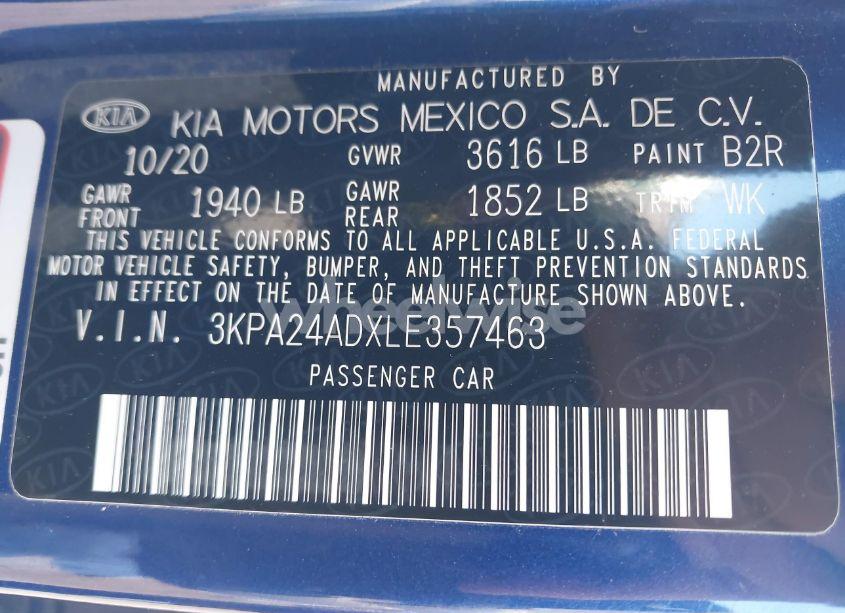 MANUFACTURED BY
KIA KIA MOTORS MEXICO S.A. DE C.V.
10/20 GVWR 3616 LB PAINT B2R
GAWR FRONT 1940 LB GAWR REAR 1852 LB TRIM WK
THIS VEHICLE CONFORMS TO ALL APPLICABLE U.S.A. FEDERAL
MOTOR VEHICLE SAFETY, BUMPER, AND THEFT PREVENTION STANDARDS
IN EFFECT ON THE DATE OF MANUFACTURE SHOWN ABOVE.
wheelwise
V.I.N. 3KPA24ADXLE357463
PASSENGER CAR